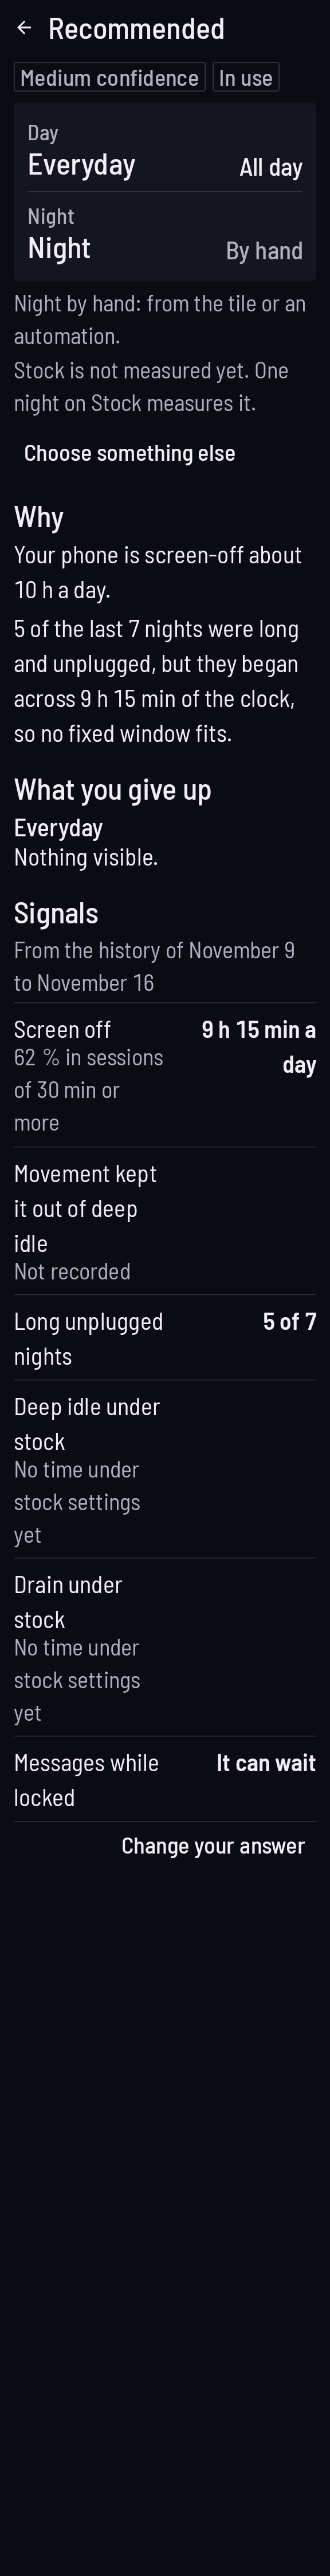 Recommended
Medium confidence
In use
Day
Everyday
All day
Night
Night
By hand
Night by hand: from the tile or an
automation.
Stock is not measured yet. One
night on Stock measures it.
Choose something else
Why
Your phone is screen-off about
10 h a day.
5 of the last 7 nights were long
and unplugged, but they began
across 9 h 15 min of the clock,
so no fixed window fits.
What you give up
Everyday
Nothing visible.
Signals
From the history of November 9
to November 16
Screen off
9 h 15 min a
day
62 % in sessions
of 30 min or
more
Movement kept
it out of deep
idle
Not recorded
Long unplugged
nights
5 of 7
Deep idle under
stock
No time under
stock settings
yet
Drain under
stock
No time under
stock settings
yet
Messages while
locked
It can wait
Change your answer